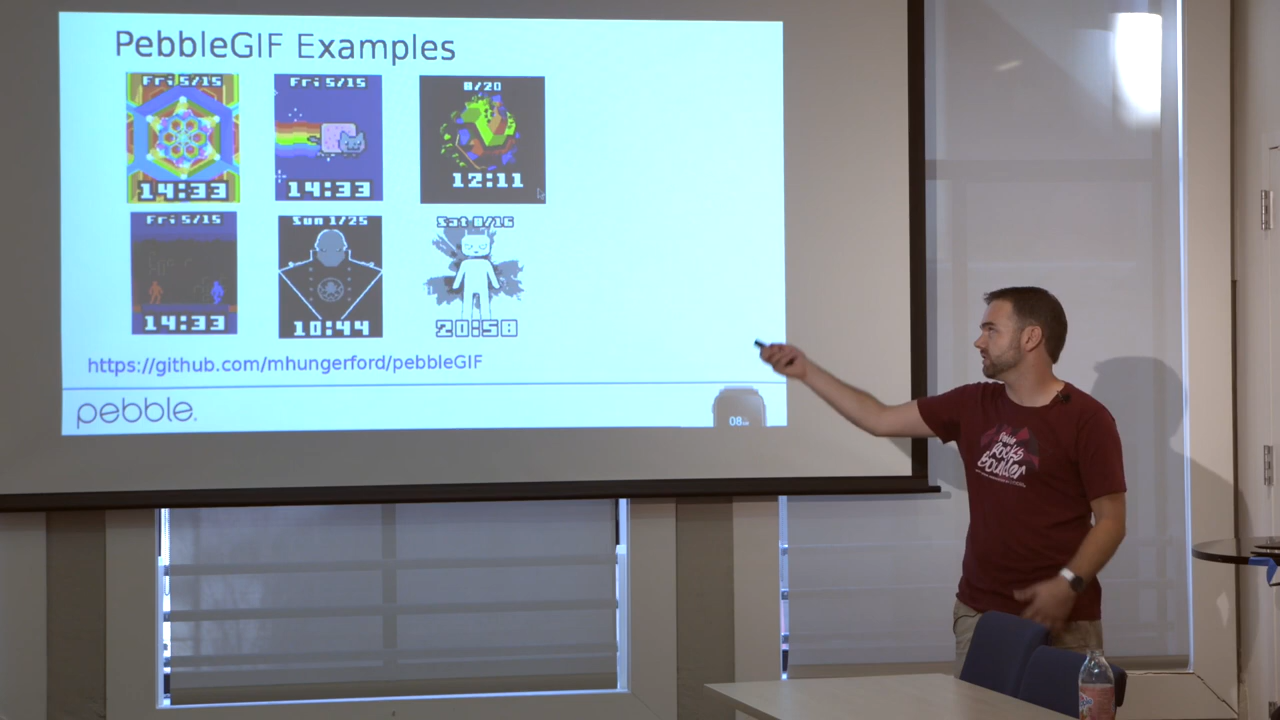 PebbleGIF Examples
Fri 5/15
14:33
Fri 5/15
14:33
8/20
12:11
Fri 5/15
14:33
Sun 1/25
10:44
Sat 8/16
20:58
https://github.com/mhungerford/pebbleGIF
pebble.
08
Rocks
Boulder